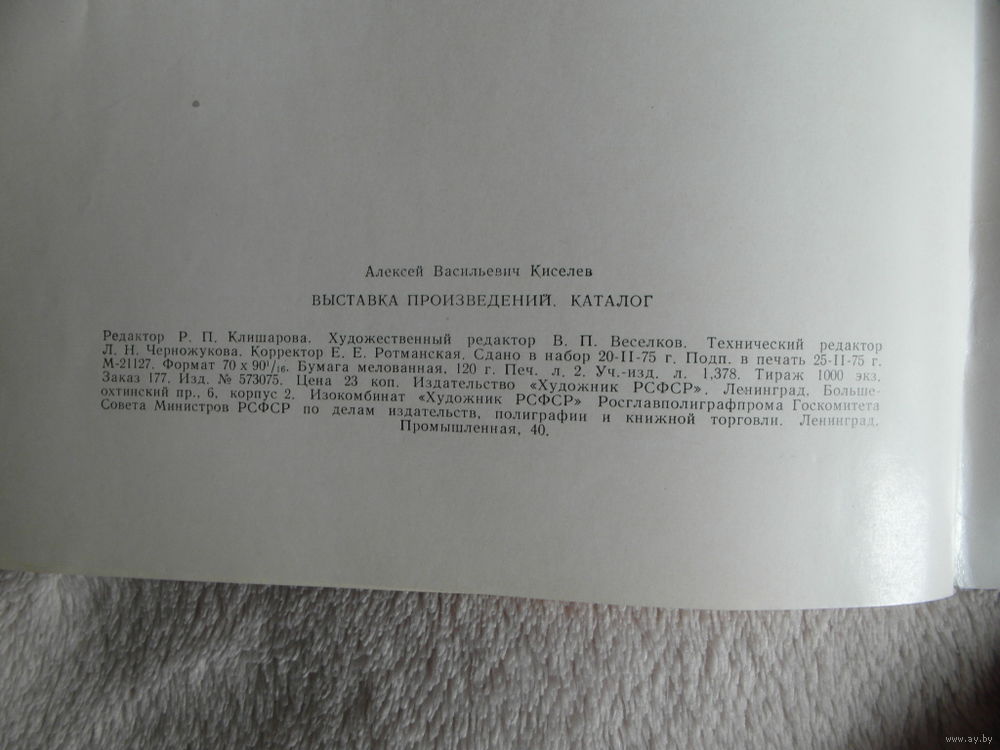 Алексей Васильевич Киселев
ВЫСТАВКА ПРОИЗВЕДЕНИЙ. КАТАЛОГ
Редактор Р. П. Клишарова. Художественный редактор В. П. Веселков. Технический редактор
Л. Н. Черножукова. Корректор Е. Е. Ротманская. Сдано в набор 20-II-75 г. Подп. в печать 25-II-75 г.
М-21127. Формат 70 x 90¹/₁₆. Бумага мелованная, 120 г. Печ. л. 2. Уч.-изд. л. 1,378. Тираж 1000 экз.
Заказ 177. Изд. № 573075. Цена 23 коп. Издательство «Художник РСФСР». Ленинград, Больше-
охтинский пр., 6, корпус 2. Изокомбинат «Художник РСФСР» Росглавполиграфпрома Госкомитета
Совета Министров РСФСР по делам издательств, полиграфии и книжной торговли. Ленинград,
Промышленная, 40.
www.ay.by